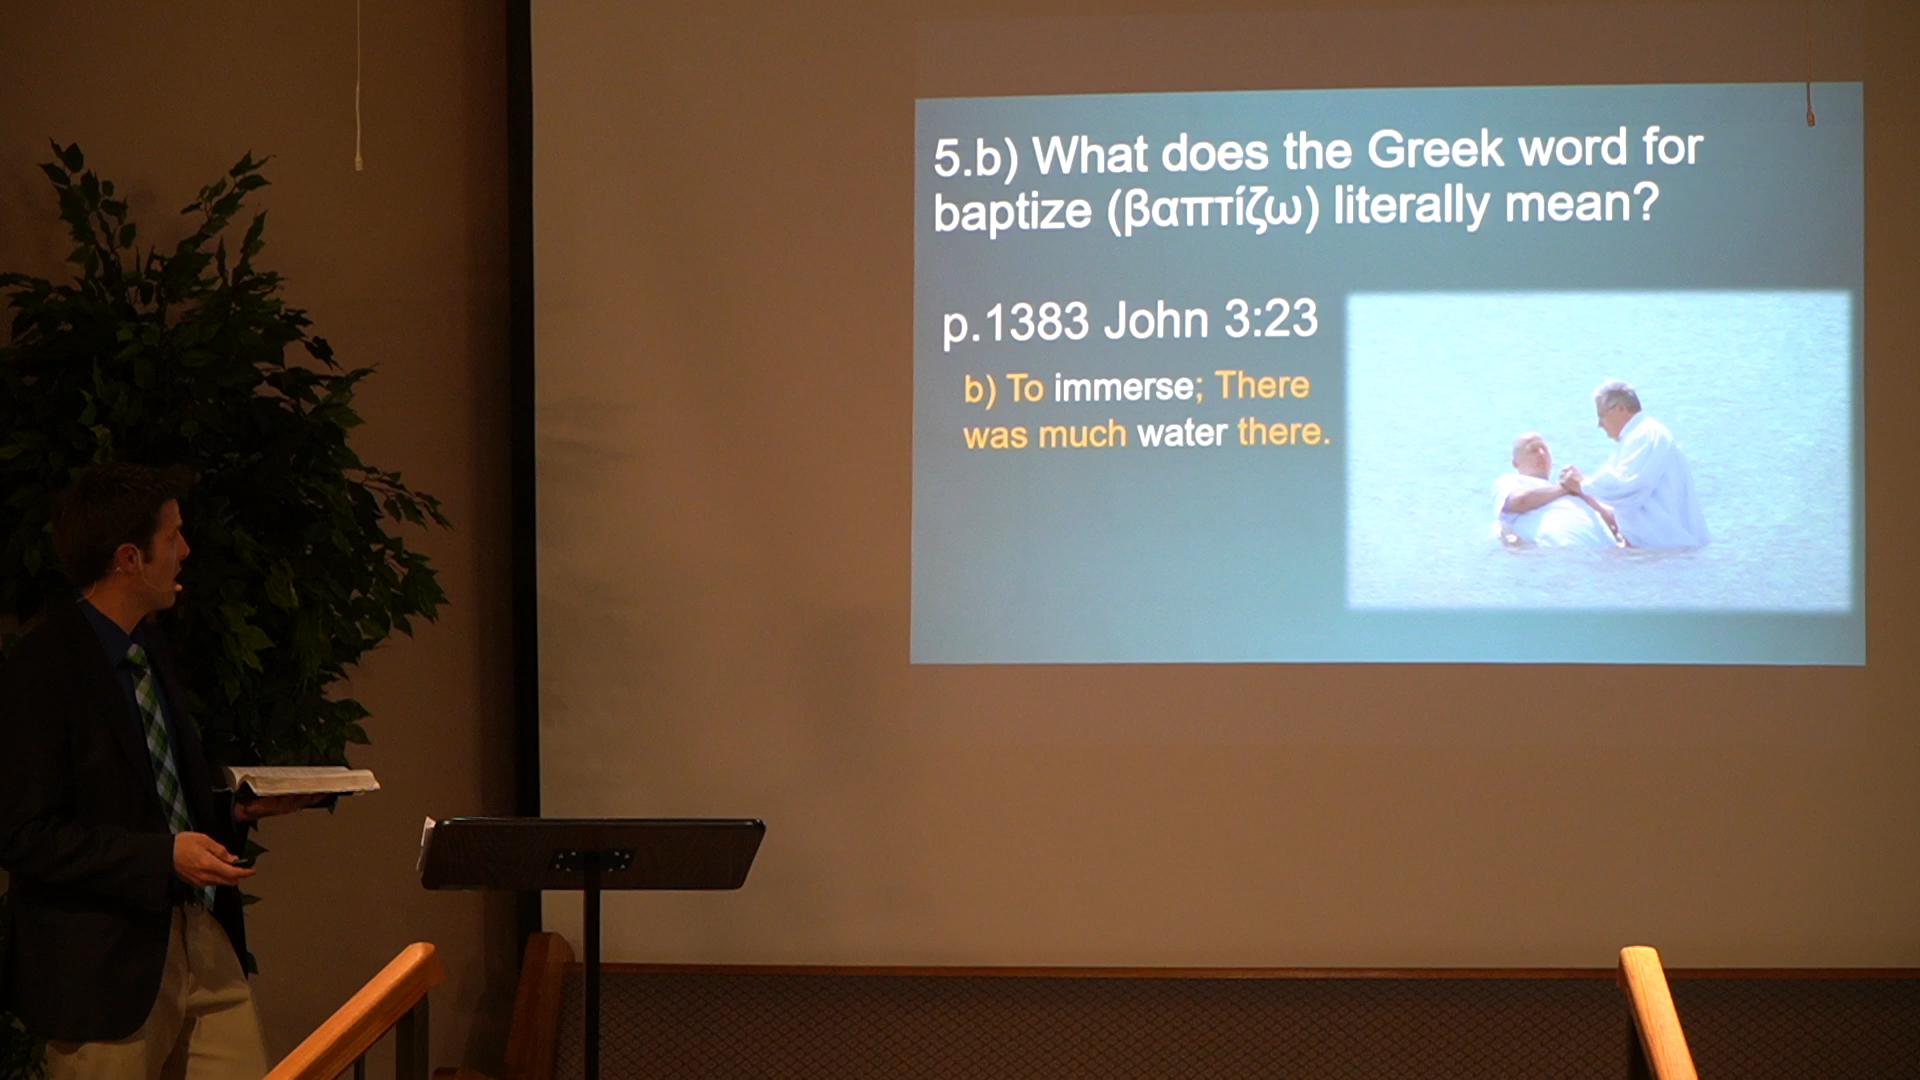 5.b) What does the Greek word for
baptize (βαπτίζω) literally mean?
p.1383 John 3:23
b) To immerse; There
was much water there.